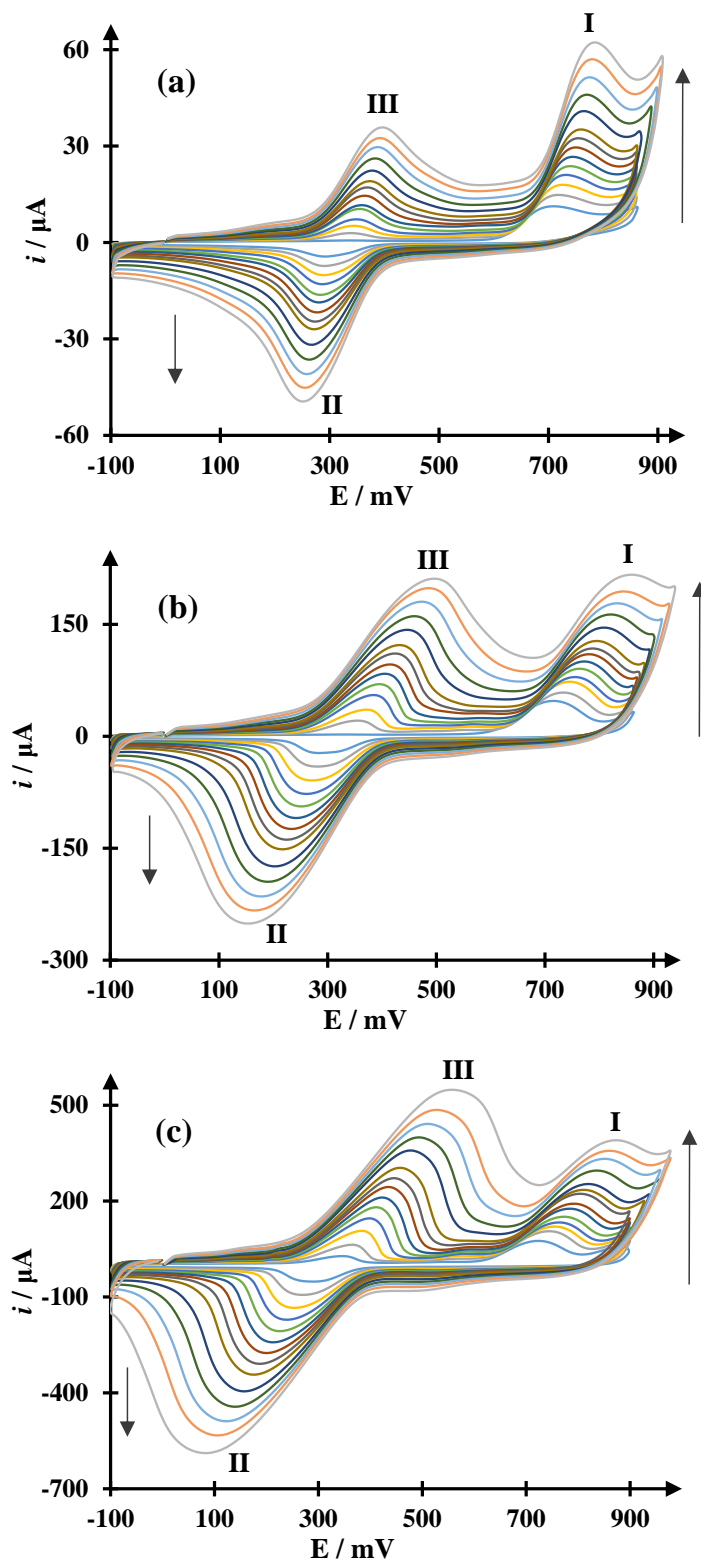 I
60
(a)
III
30
i / μA
0
-30
II
-60
-100 100 300 500 700 900
E / mV
III I
(b)
150
i / μA
0
-150
II
-300
-100 100 300 500 700 900
E / mV
III
500
(c) I
200
i / μA
-100
-400
II
-700
-100 100 300 500 700 900
E / mV